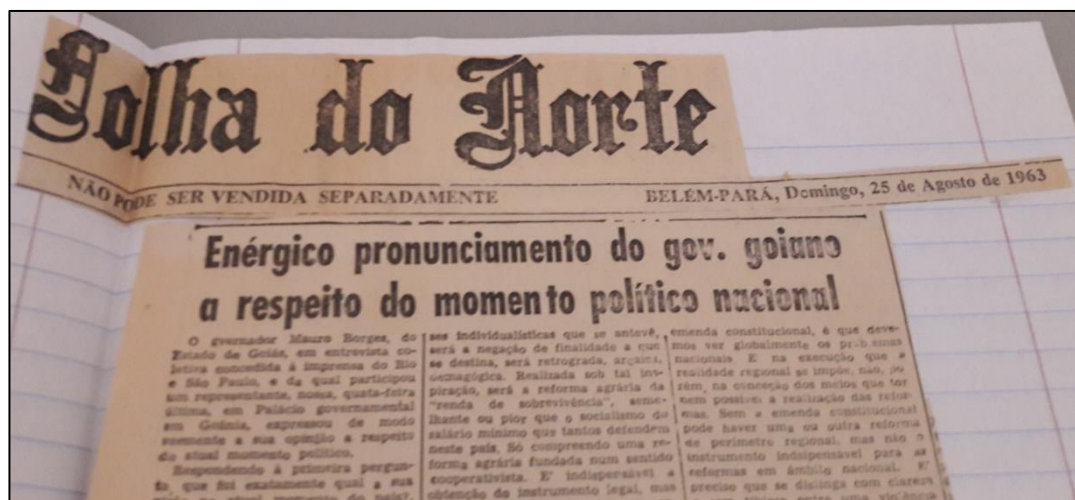 Folha do Norte
NÃO PODE SER VENDIDA SEPARADAMENTE
BELÉM-PARÁ, Domingo, 25 de Agosto de 1963
Enérgico pronunciamento do gov. goiano
a respeito do momento político nacional
O gvernador Mauro Borges, do
Estado de Goiás, em entrevista co-
letiva concedida à imprensa do Rio
e São Paulo, e da qual participou
um representante, nosso, quata-feira
última, em Palácio governamental
em Goiânia, expressou de modo
veemente a sua opinião a respeito
do atual momento político.
Respondendo à primeira pergun-
ta, que foi exatamente qual a sua
ses individualísticas que se antevê,
será a negação de finalidade a que
se destina, será retrograda, arcaica,
demagógica. Realizada sob tal ins-
piração, será a reforma agrária da
"renda de sobrevivência", seme-
lhante ou pior que o socialismo do
salário mínimo que tantos defendem
neste país. Só compreendo uma re-
forma agrária fundada num sentido
cooperativista. E' indispensável a
obtenção do instrumento legal, mas
emenda constitucional, é que deve-
mos ver globalmente os problemas
nacionais. E na execução que a
realidade regional se impõe, não, po
rém, na conceção dos meios que tor
nem possível a realização das refor-
mas. Sem a emenda constitucional
pode haver uma ou outra reforma
de perímetro regional, mas não o
instrumento indispensável para as
reformas em âmbito nacional. E'
preciso que se distinga com clareza